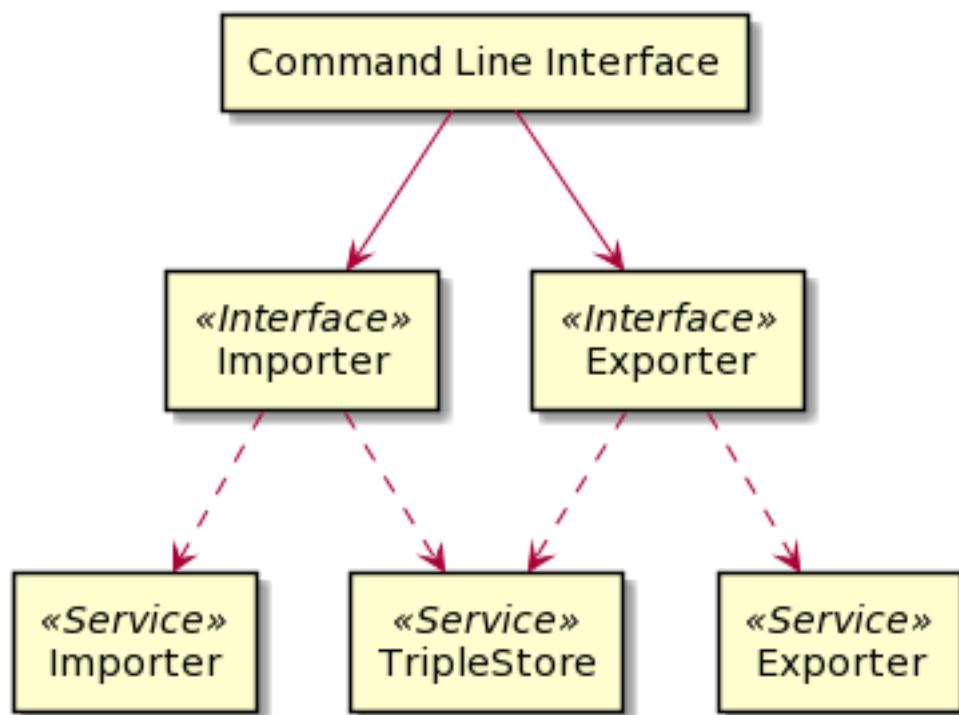 Command Line Interface
«Interface»
Importer
«Interface»
Exporter
«Service»
Importer
«Service»
TripleStore
«Service»
Exporter